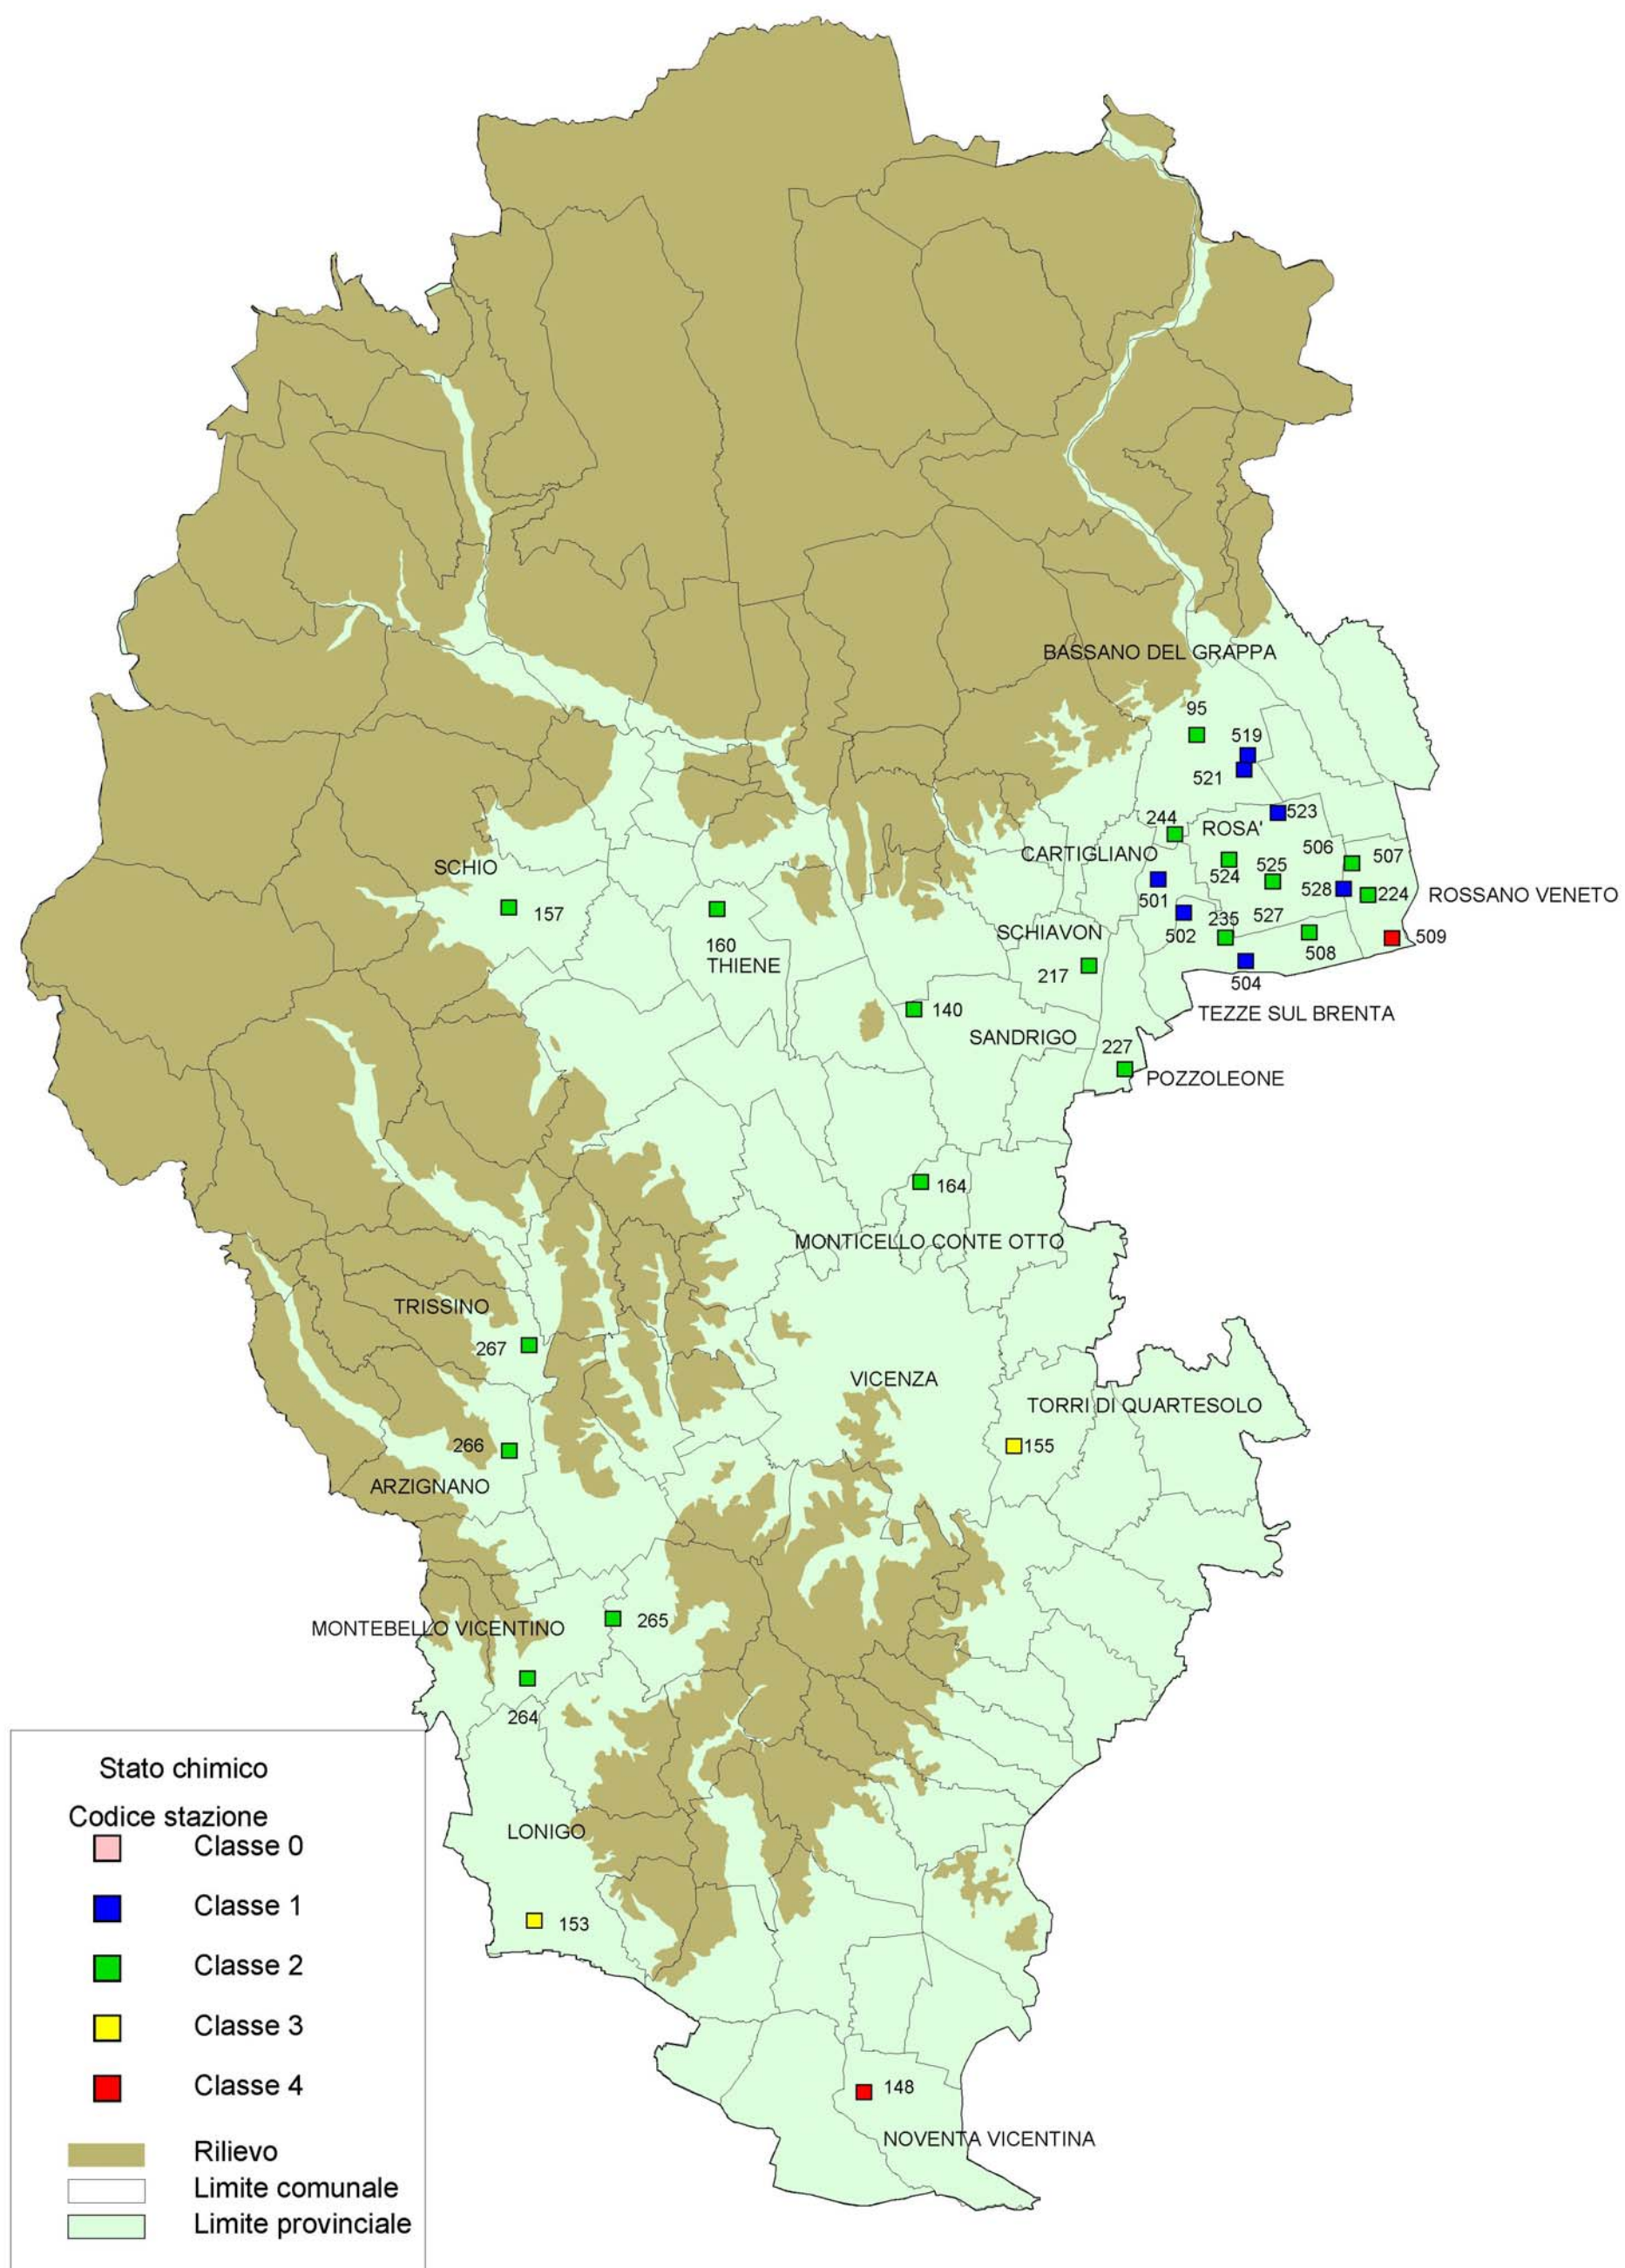 BASSANO DEL GRAPPA
95
519
521
523
244
ROSA'
506
507
CARTIGLIANO
525
SCHIO
524
528
224
ROSSANO VENETO
501
157
235
527
SCHIAVON
502
509
160
508
THIENE
217
504
140
TEZZE SUL BRENTA
SANDRIGO
227
POZZOLEONE
164
MONTICELLO CONTE OTTO
TRISSINO
267
VICENZA
TORRI DI QUARTESOLO
266
155
ARZIGNANO
265
MONTEBELLO VICENTINO
264
LONIGO
153
148
NOVENTA VICENTINA
Stato chimico
Codice stazione
Classe 0
Classe 1
Classe 2
Classe 3
Classe 4
Rilievo
Limite comunale
Limite provinciale